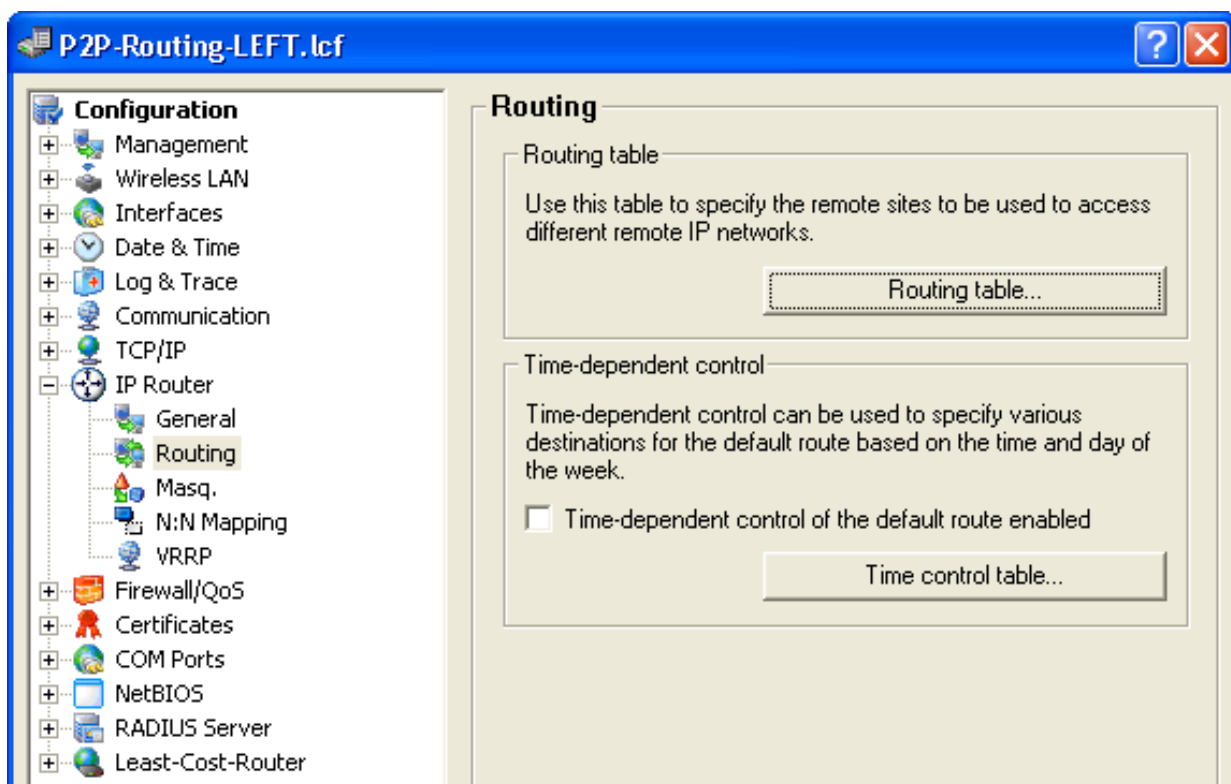 P2P-Routing-LEFT.lcf
Configuration
Management
Wireless LAN
Interfaces
Date & Time
Log & Trace
Communication
TCP/IP
IP Router
General
Routing
Masq.
N:N Mapping
VRRP
Firewall/QoS
Certificates
COM Ports
NetBIOS
RADIUS Server
Least-Cost-Router
Routing
Routing table
Use this table to specify the remote sites to be used to access
different remote IP networks.
Routing table...
Time-dependent control
Time-dependent control can be used to specify various
destinations for the default route based on the time and day of
the week.
Time-dependent control of the default route enabled
Time control table...